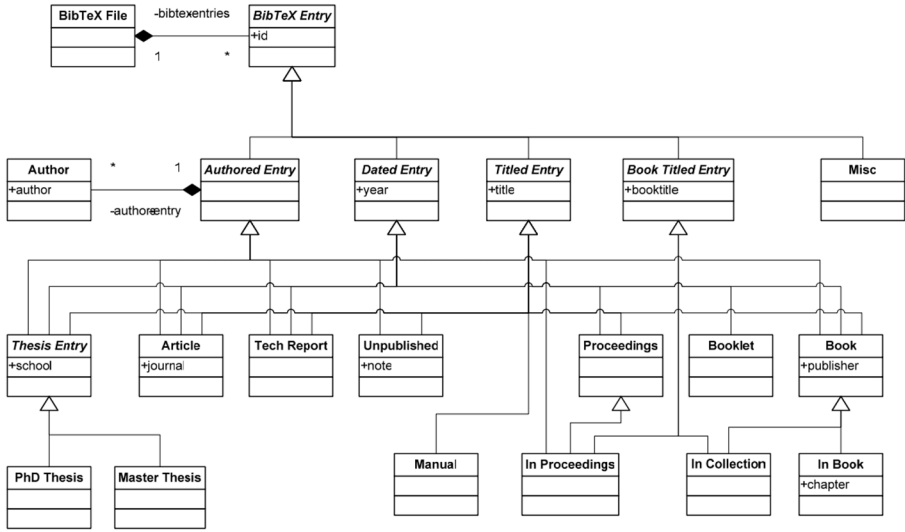 BibTeX File
-bibtexentries
BibTeX Entry
+id
1
*
Author
+author
*
1
-authorentry
Authored Entry
Dated Entry
+year
Titled Entry
+title
Book Titled Entry
+booktitle
Misc
Thesis Entry
+school
Article
+journal
Tech Report
Unpublished
+note
Proceedings
Booklet
Book
+publisher
PhD Thesis
Master Thesis
Manual
In Proceedings
In Collection
In Book
+chapter